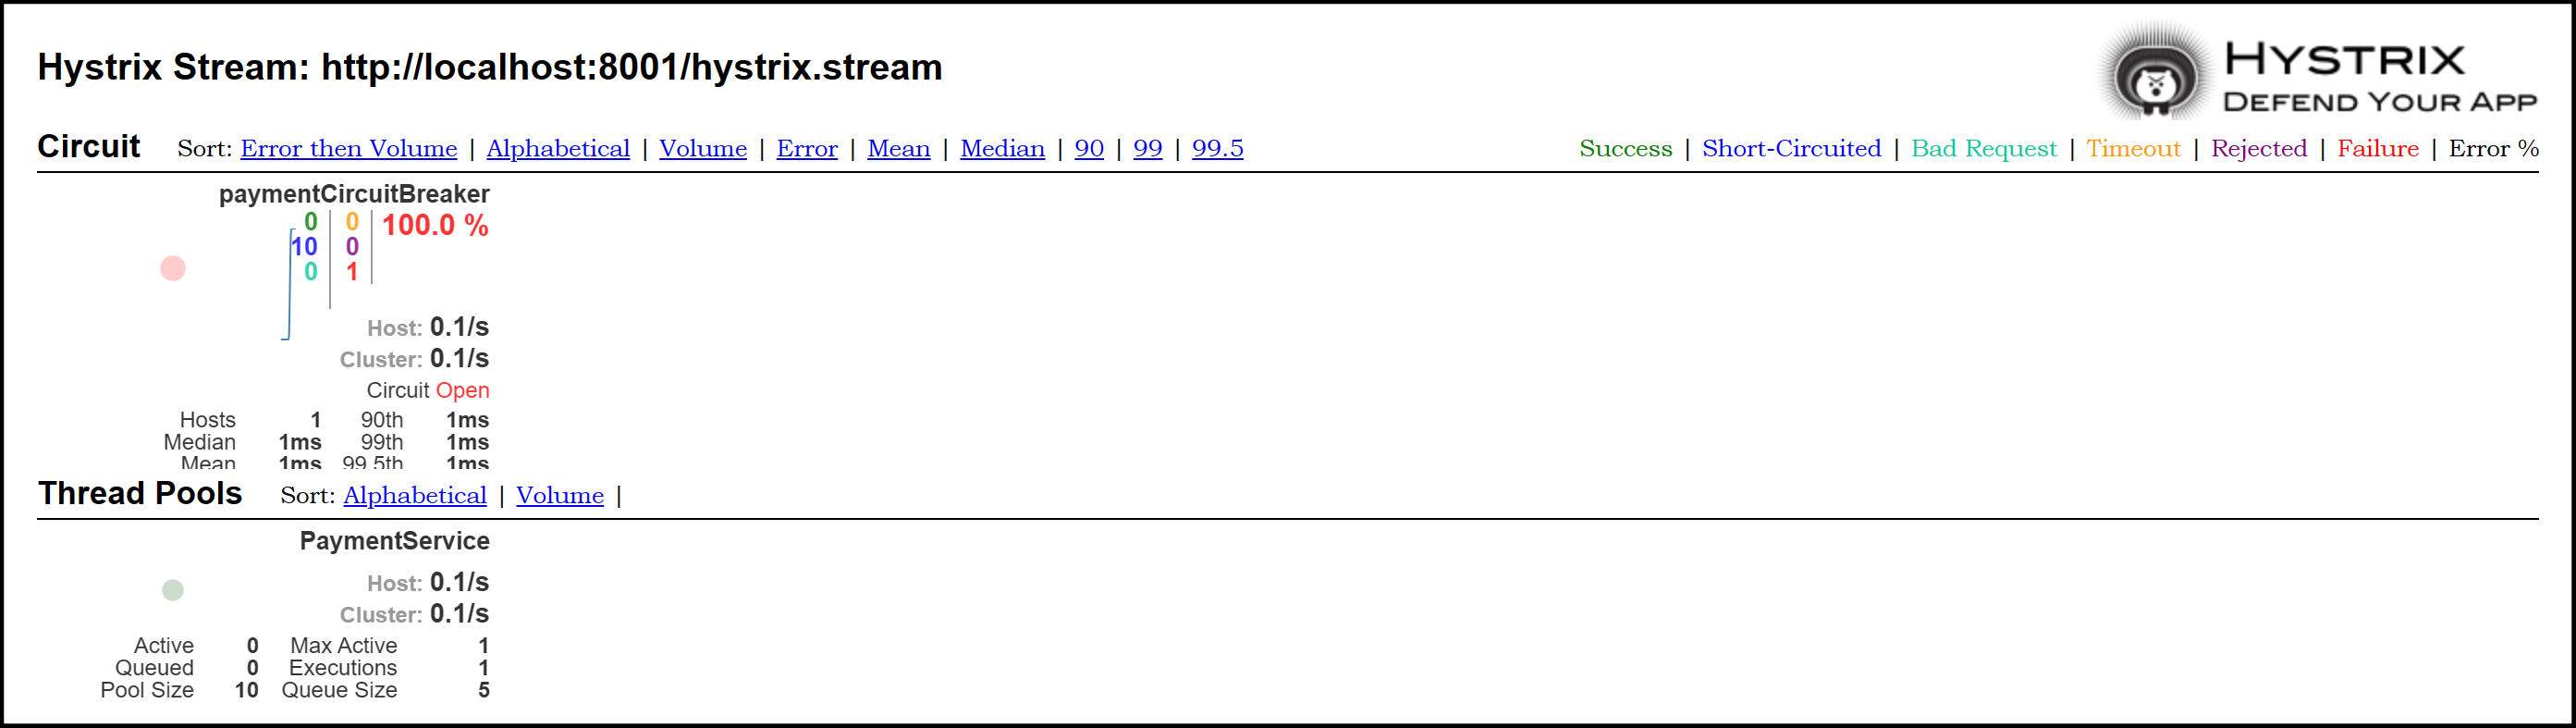 Hystrix Stream: http://localhost:8001/hystrix.stream
HYSTRIX
DEFEND YOUR APP
Circuit Sort: Error then Volume | Alphabetical | Volume | Error | Mean | Median | 90 | 99 | 99.5
Success | Short-Circuited | Bad Request | Timeout | Rejected | Failure | Error %
paymentCircuitBreaker
0 0 100.0 %
10 0
0 1
Host: 0.1/s
Cluster: 0.1/s
Circuit Open
Hosts 1 90th 1ms
Median 1ms 99th 1ms
Mean 1ms 99.5th 1ms
Thread Pools Sort: Alphabetical | Volume |
PaymentService
Host: 0.1/s
Cluster: 0.1/s
Active 0 Max Active 1
Queued 0 Executions 1
Pool Size 10 Queue Size 5